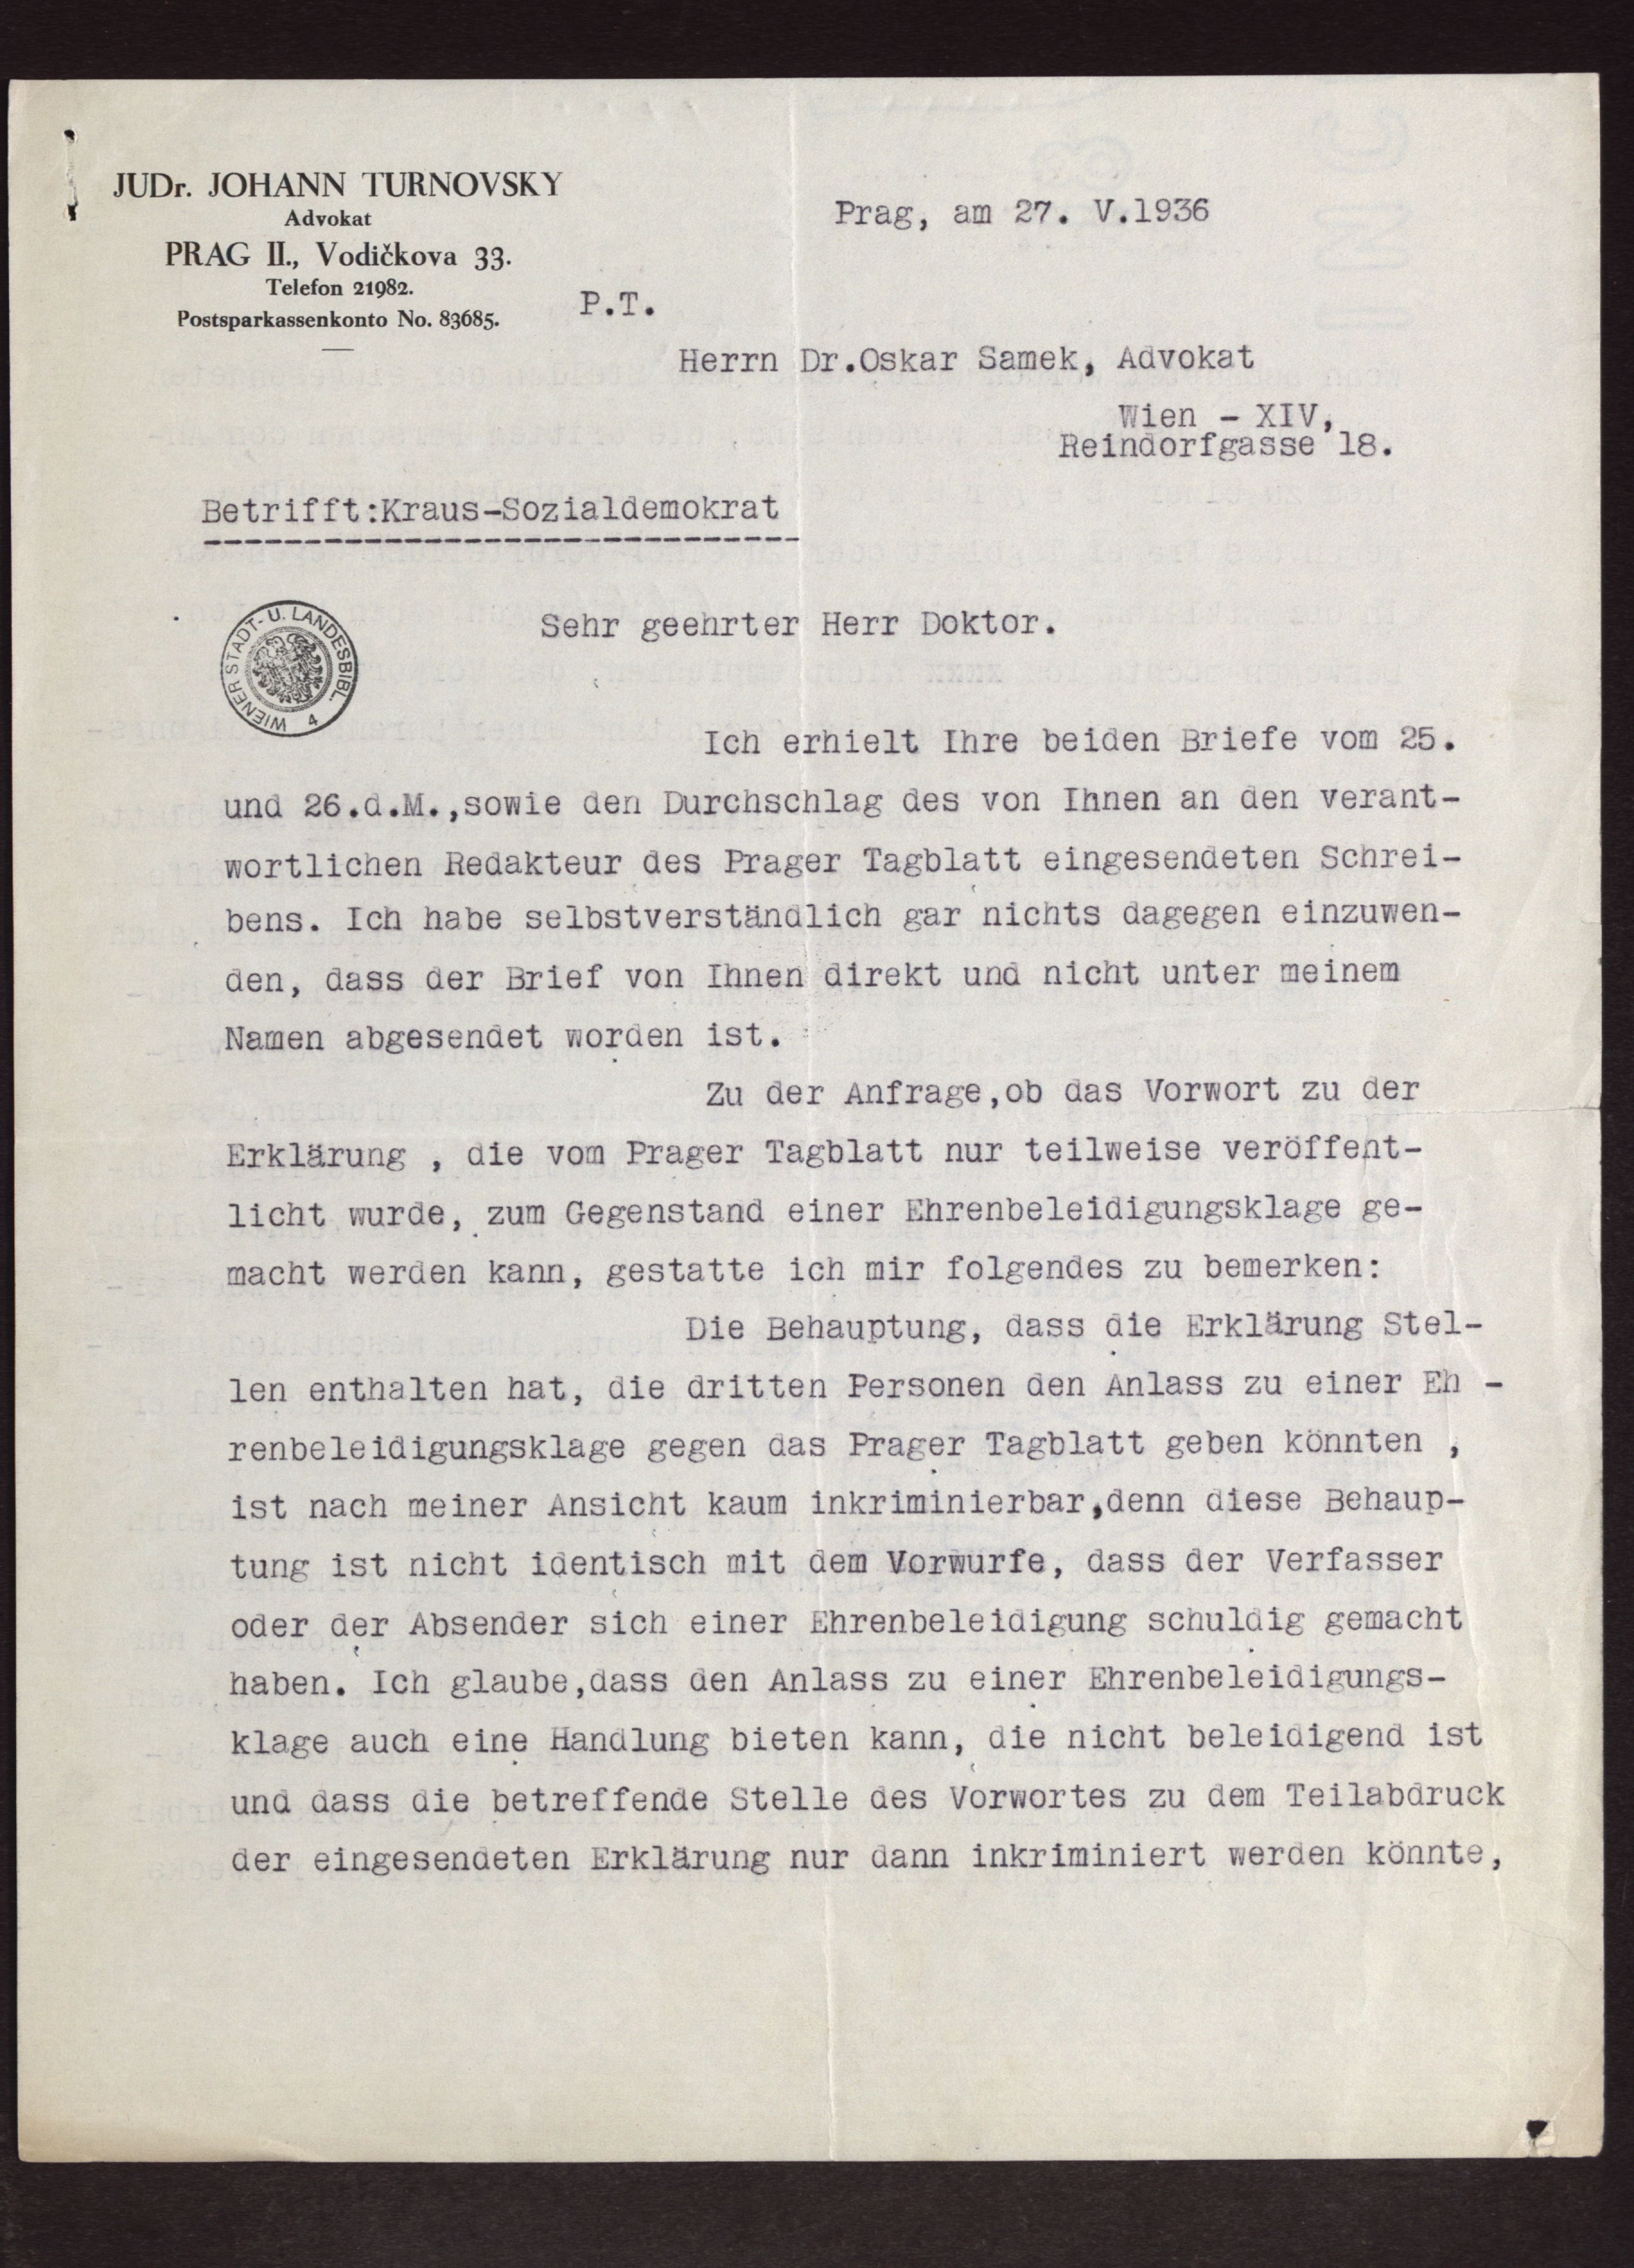 JUDr. JOHANN TURNOVSKY
Advokat
PRAG II., Vodičkova 33.
Telefon 21982.
Postsparkassenkonto No. 83685.
Prag, am 27. V.1936
P.T.
Herrn Dr.Oskar Samek, Advokat
Wien - XIV,
Reindorfgasse 18.
Betrifft:Kraus-Sozialdemokrat
WIENER STADT- U. LANDESBIBL. 4
Sehr geehrter Herr Doktor.
Ich erhielt Ihre beiden Briefe vom 25.
und 26.d.M.,sowie den Durchschlag des von Ihnen an den verant-
wortlichen Redakteur des Prager Tagblatt eingesendeten Schrei-
bens. Ich habe selbstverständlich gar nichts dagegen einzuwen-
den, dass der Brief von Ihnen direkt und nicht unter meinem
Namen abgesendet worden ist.
Zu der Anfrage,ob das Vorwort zu der
Erklärung , die vom Prager Tagblatt nur teilweise veröffent-
licht wurde, zum Gegenstand einer Ehrenbeleidigungsklage ge-
macht werden kann, gestatte ich mir folgendes zu bemerken:
Die Behauptung, dass die Erklärung Stel-
len enthalten hat, die dritten Personen den Anlass zu einer Eh -
renbeleidigungsklage gegen das Prager Tagblatt geben könnten ,
ist nach meiner Ansicht kaum inkriminierbar,denn diese Behaup-
tung ist nicht identisch mit dem Vorwurfe, dass der Verfasser
oder der Absender sich einer Ehrenbeleidigung schuldig gemacht
haben. Ich glaube,dass den Anlass zu einer Ehrenbeleidigungs-
klage auch eine Handlung bieten kann, die nicht beleidigend ist
und dass die betreffende Stelle des Vorwortes zu dem Teilabdruck
der eingesendeten Erklärung nur dann inkriminiert werden könnte,